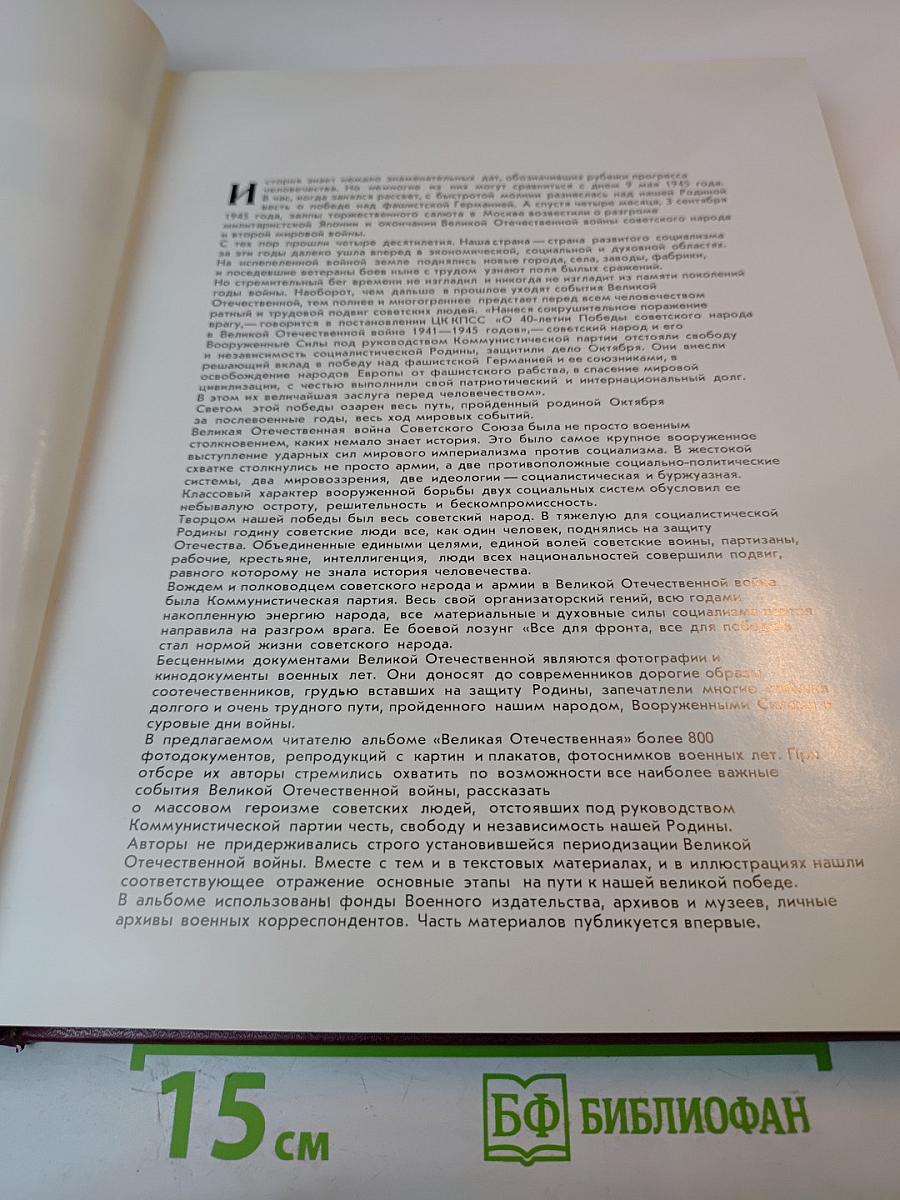 История знает немало знаменательных дат, обозначивших рубежи прогресса
человечества. Но немногие из них могут сравниться с днем 9 мая 1945 года.
В час, когда занялся рассвет, с быстротой молнии разнеслась над нашей Родиной
весть о победе над фашистской Германией. А спустя четыре месяца, 3 сентября
1945 года, залпы торжественного салюта в Москве возвестили о разгроме
милитаристской Японии и окончании Великой Отечественной войны советского народа
и второй мировой войны.
С тех пор прошли четыре десятилетия. Наша страна — страна развитого социализма
за эти годы далеко ушла вперед в экономической, социальной и духовной областях.
На испепеленной войной земле поднялись новые города, села, заводы, фабрики,
и поседевшие ветераны боев ныне с трудом узнают поля былых сражений.
Но стремительный бег времени не изгладил и никогда не изгладит из памяти поколений
годы войны. Наоборот, чем дальше в прошлое уходят события Великой
Отечественной, тем полнее и многограннее предстает перед всем человечеством
ратный и трудовой подвиг советских людей. «Нанеся сокрушительное поражение
врагу,— говорится в постановлении ЦК КПСС «О 40-летии Победы советского народа
в Великой Отечественной войне 1941—1945 годов»,— советский народ и его
Вооруженные Силы под руководством Коммунистической партии отстояли свободу
и независимость социалистической Родины, защитили дело Октября. Они внесли
решающий вклад в победу над фашистской Германией и ее союзниками, в
освобождение народов Европы от фашистского рабства, в спасение мировой
цивилизации, с честью выполнили свой патриотический и интернациональный долг.
В этом их величайшая заслуга перед человечеством».
Светом этой победы озарен весь путь, пройденный родиной Октября
за послевоенные годы, весь ход мировых событий.
Великая Отечественная война Советского Союза была не просто военным
столкновением, каких немало знает история. Это было самое крупное вооруженное
выступление ударных сил мирового империализма против социализма. В жестокой
схватке столкнулись не просто армии, а две противоположные социально-политические
системы, два мировоззрения, две идеологии — социалистическая и буржуазная.
Классовый характер вооруженной борьбы двух социальных систем обусловил ее
небывалую остроту, решительность и бескомпромиссность.
Творцом нашей победы был весь советский народ. В тяжелую для социалистической
Родины годину советские люди все, как один человек, поднялись на защиту
Отечества. Объединенные едиными целями, единой волей советские воины, партизаны,
рабочие, крестьяне, интеллигенция, люди всех национальностей совершили подвиг,
равного которому не знала история человечества.
Вождем и полководцем советского народа и армии в Великой Отечественной войне
была Коммунистическая партия. Весь свой организаторский гений, всю годами
накопленную энергию народа, все материальные и духовные силы социализма партия
направила на разгром врага. Ее боевой лозунг «Все для фронта, все для победы»
стал нормой жизни советского народа.
Бесценными документами Великой Отечественной являются фотографии и
кинодокументы военных лет. Они доносят до современников дорогие образы
соотечественников, грудью вставших на защиту Родины, запечатлели многие события
долгого и очень трудного пути, пройденного нашим народом, Вооруженными Силами в
суровые дни войны.
В предлагаемом читателю альбоме «Великая Отечественная» более 800
фотодокументов, репродукций с картин и плакатов, фотоснимков военных лет. При
отборе их авторы стремились охватить по возможности все наиболее важные
события Великой Отечественной войны, рассказать
о массовом героизме советских людей, отстоявших под руководством
Коммунистической партии честь, свободу и независимость нашей Родины.
Авторы не придерживались строго установившейся периодизации Великой
Отечественной войны. Вместе с тем и в текстовых материалах, и в иллюстрациях нашли
соответствующее отражение основные этапы на пути к нашей великой победе.
В альбоме использованы фонды Военного издательства, архивов и музеев, личные
архивы военных корреспондентов. Часть материалов публикуется впервые.
15 см
БФ БИБЛИОФАН